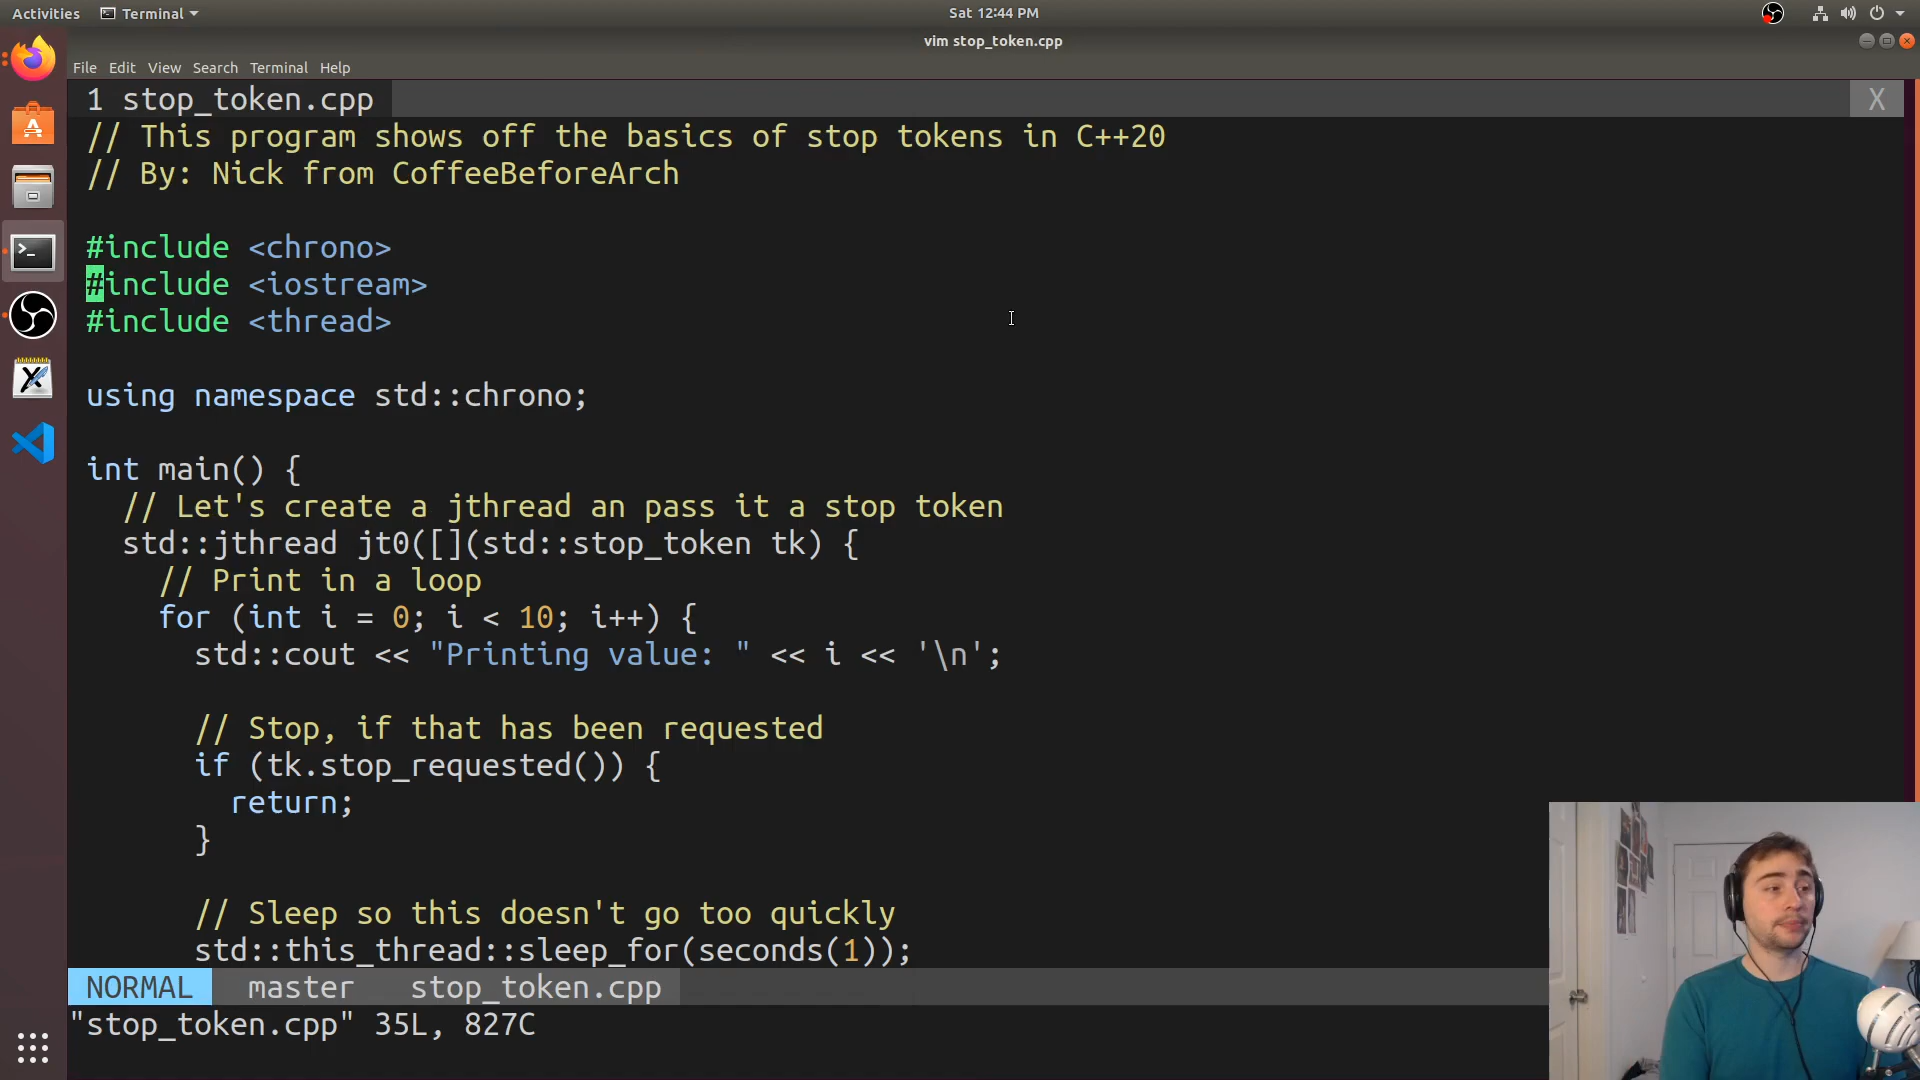 Activities Terminal Sat 12:44 PM
vim stop_token.cpp
File Edit View Search Terminal Help
1 stop_token.cpp X
// This program shows off the basics of stop tokens in C++20
// By: Nick from CoffeeBeforeArch
#include <chrono>
#include <iostream>
#include <thread>
using namespace std::chrono;
int main() {
// Let's create a jthread an pass it a stop token
std::jthread jt0([](std::stop_token tk) {
// Print in a loop
for (int i = 0; i < 10; i++) {
std::cout << "Printing value: " << i << '\n';
// Stop, if that has been requested
if (tk.stop_requested()) {
return;
}
// Sleep so this doesn't go too quickly
std::this_thread::sleep_for(seconds(1));
NORMAL master stop_token.cpp
"stop_token.cpp" 35L, 827C